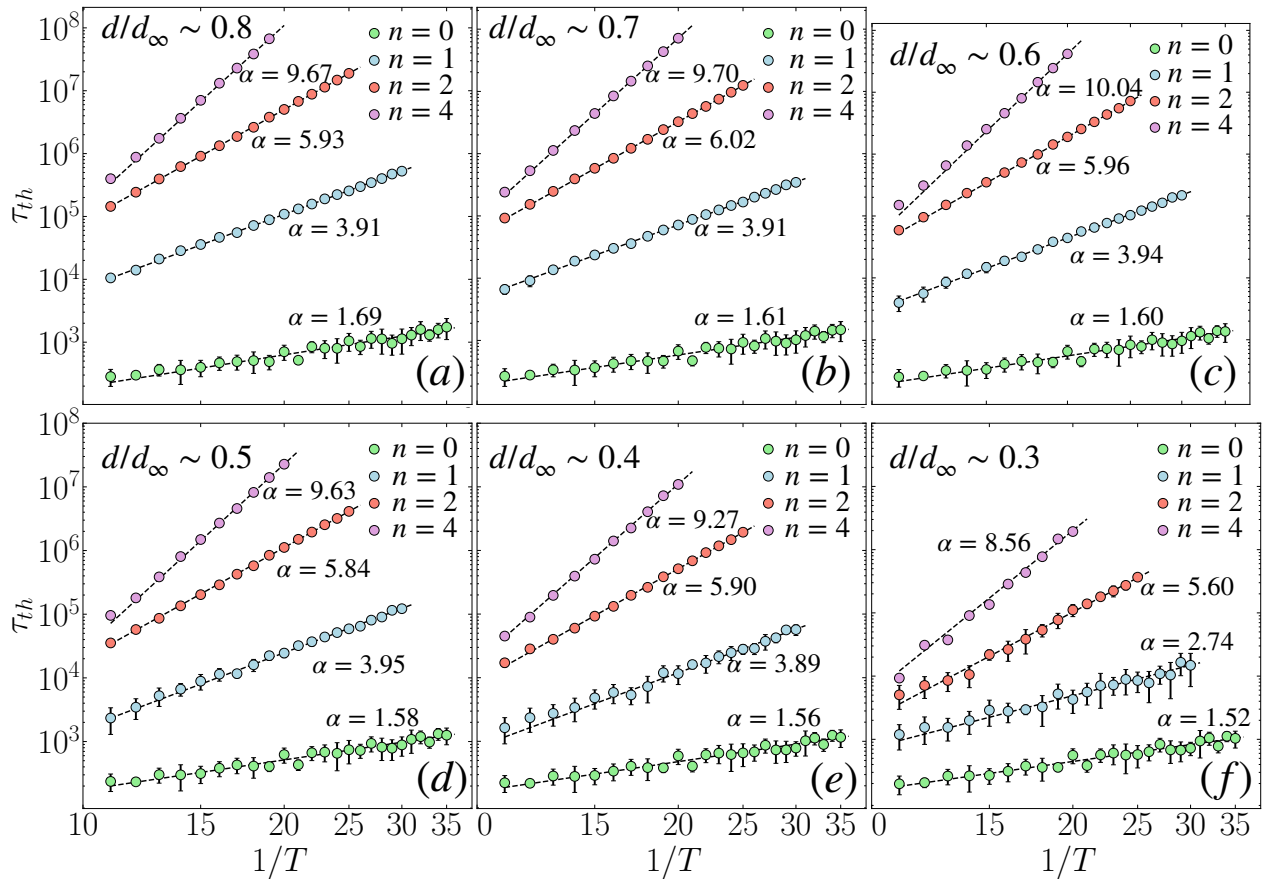 d/d∞ ~ 0.8
n = 0
n = 1
n = 2
n = 4
α = 9.67
α = 5.93
α = 3.91
α = 1.69
(a)
10^8
10^7
10^6
10^5
10^4
10^3
τ_th
d/d∞ ~ 0.7
n = 0
n = 1
n = 2
n = 4
α = 9.70
α = 6.02
α = 3.91
α = 1.61
(b)
d/d∞ ~ 0.6
n = 0
n = 1
n = 2
n = 4
α = 10.04
α = 5.96
α = 3.94
α = 1.60
(c)
d/d∞ ~ 0.5
n = 0
n = 1
n = 2
n = 4
α = 9.63
α = 5.84
α = 3.95
α = 1.58
(d)
10^8
10^7
10^6
10^5
10^4
10^3
τ_th
10 15 20 25 30 35
1/T
d/d∞ ~ 0.4
n = 0
n = 1
n = 2
n = 4
α = 9.27
α = 5.90
α = 3.89
α = 1.56
(e)
0 15 20 25 30 35
1/T
d/d∞ ~ 0.3
n = 0
n = 1
n = 2
n = 4
α = 8.56
α = 5.60
α = 2.74
α = 1.52
(f)
0 15 20 25 30 35
1/T